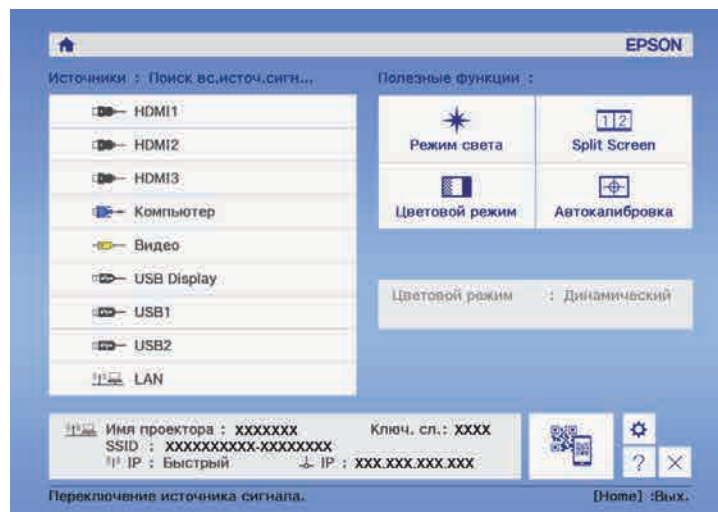 EPSON
Источники : Поиск вс.источ.сигн...
HDMI1
HDMI2
HDMI3
Компьютер
Видео
USB Display
USB1
USB2
LAN
Полезные функции :
Режим света
1 2
Split Screen
Цветовой режим
Автокалибровка
Цветовой режим : Динамический
Имя проектора : XXXXXXX Ключ. сл.: XXXX
SSID : XXXXXXXXXX-XXXXXXXX
IP : Быстрый IP : XXX.XXX.XXX.XXX
?
Переключение источника сигнала. [Home] :Вых.